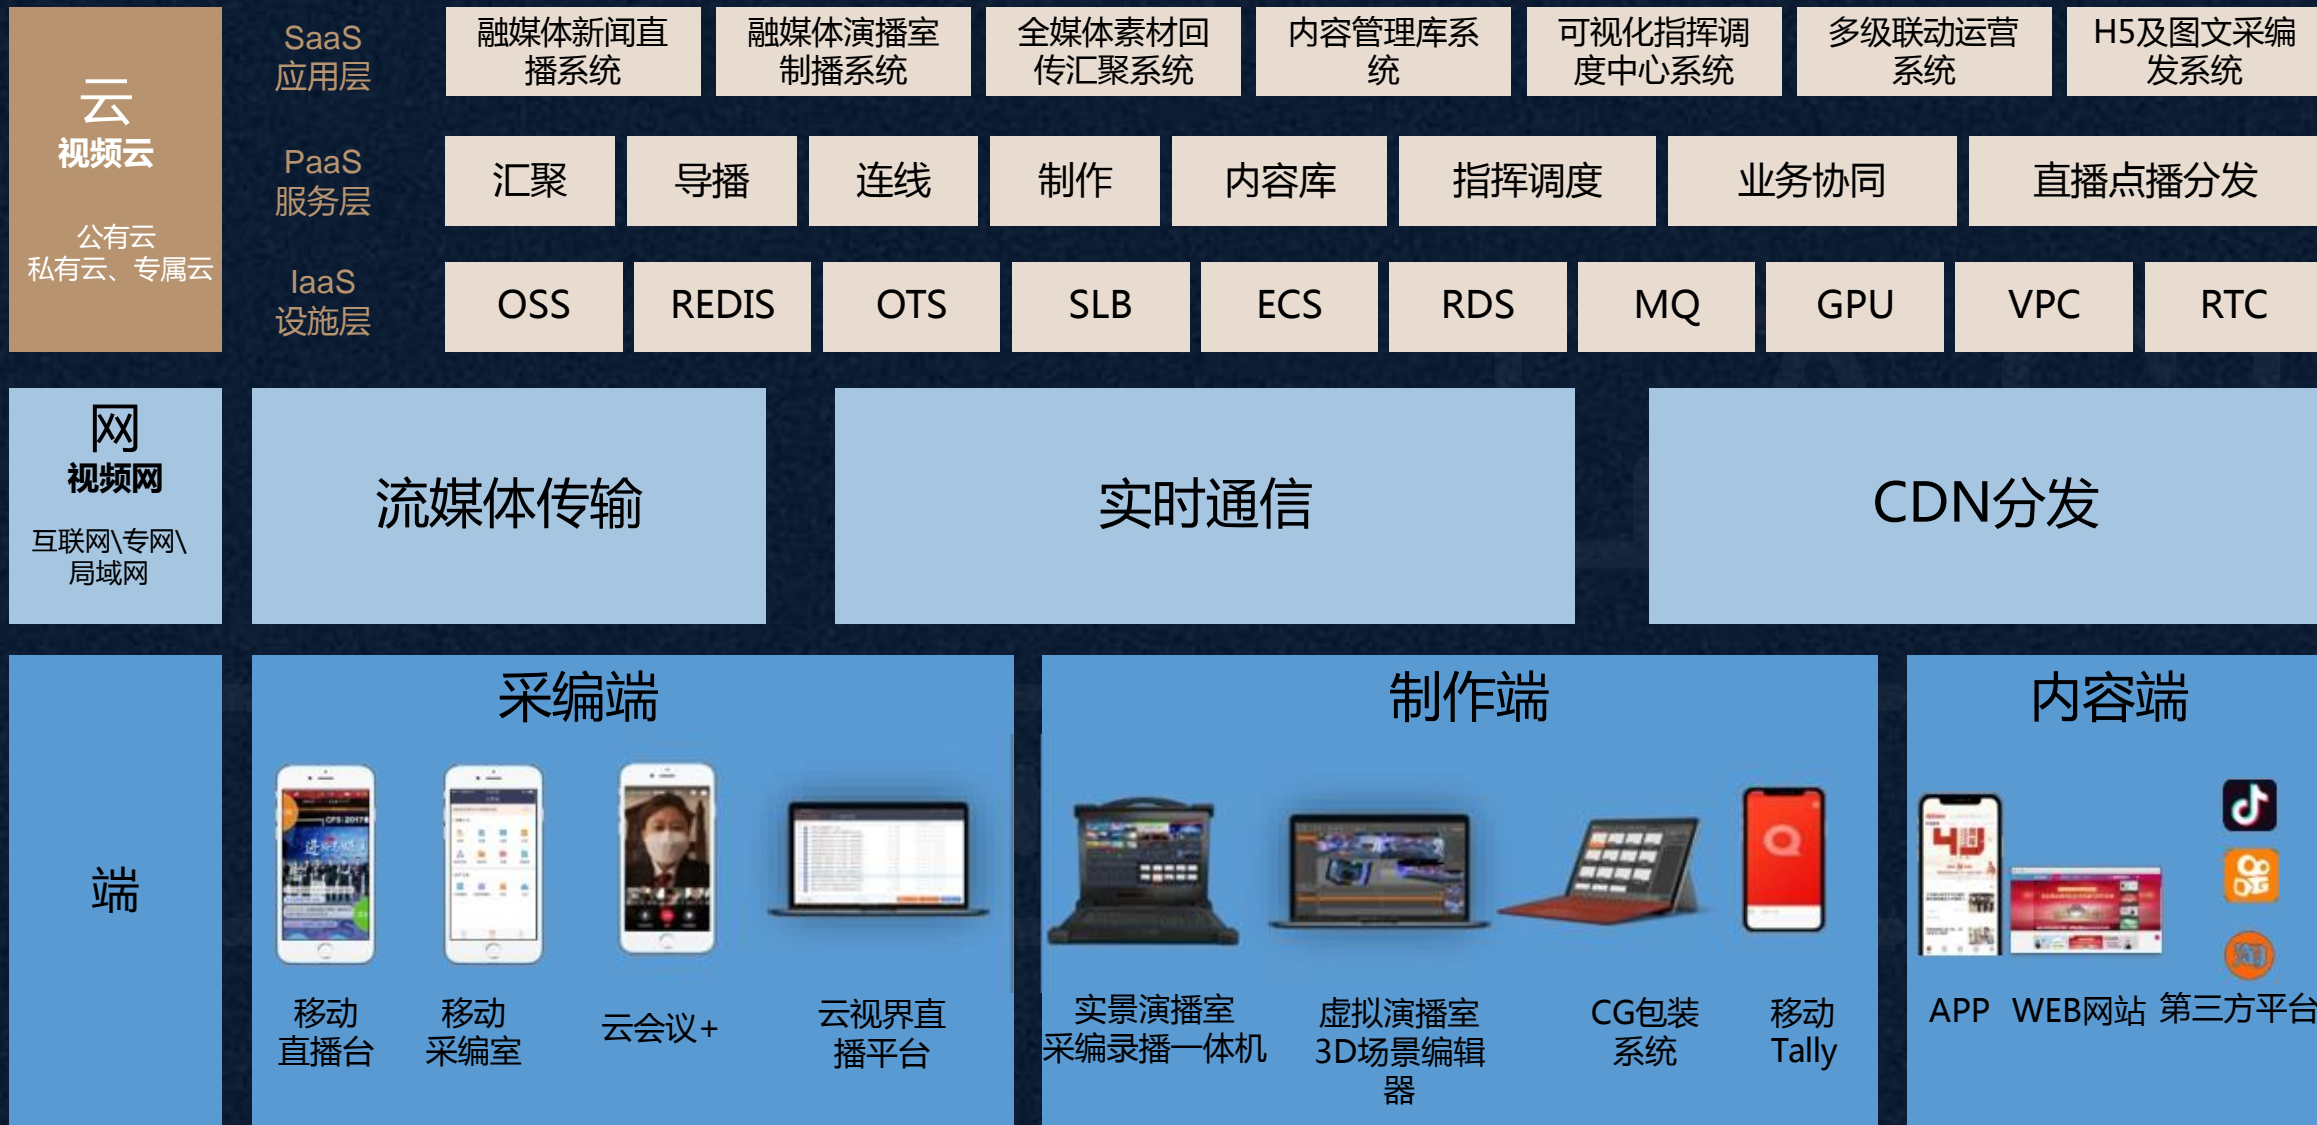 云
视频云
公有云
私有云、专属云
SaaS
应用层
融媒体新闻直
播系统
融媒体演播室
制播系统
全媒体素材回
传汇聚系统
内容管理库系
统
可视化指挥调
度中心系统
多级联动运营
系统
H5及图文采编
发系统
PaaS
服务层
汇聚
导播
连线
制作
内容库
指挥调度
业务协同
直播点播分发
IaaS
设施层
OSS
REDIS
OTS
SLB
ECS
RDS
MQ
GPU
VPC
RTC
网
视频网
互联网\专网\
局域网
流媒体传输
实时通信
CDN分发
端
采编端
移动
直播台
移动
采编室
云会议+
云视界直
播平台
制作端
实景演播室
采编录播一体机
虚拟演播室
3D场景编辑
器
CG包装
系统
移动
Tally
内容端
APP
WEB网站
第三方平台